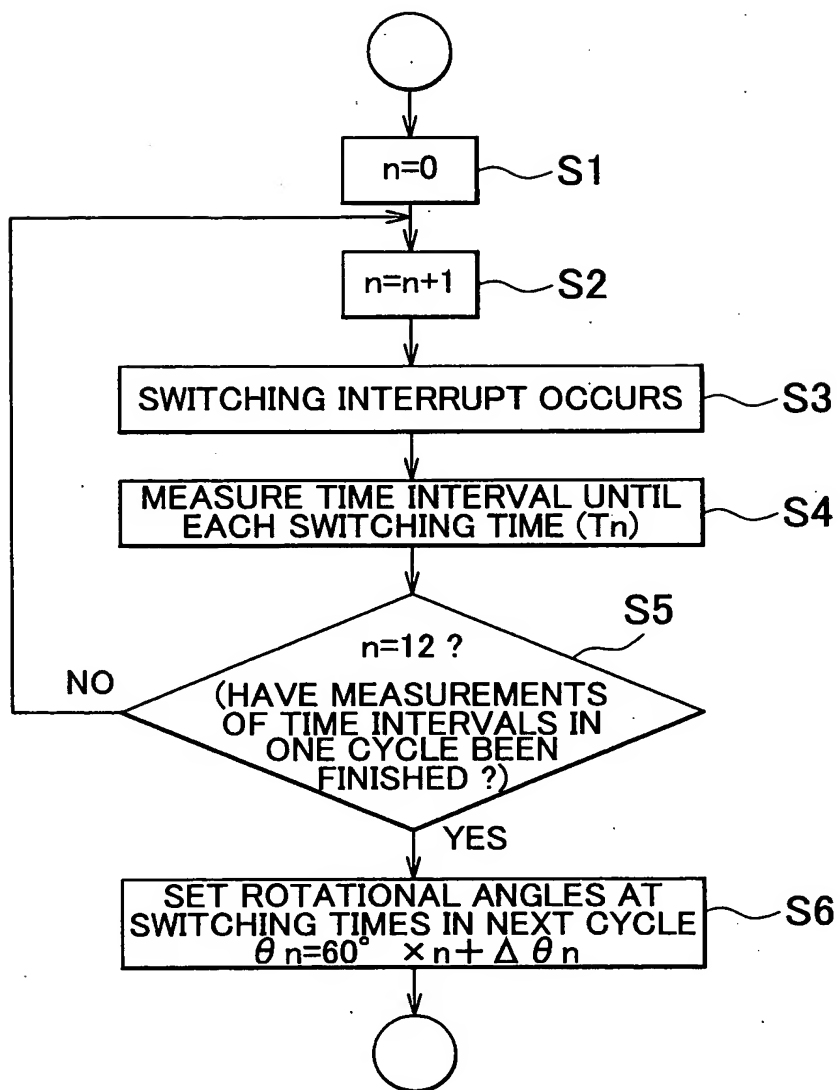 n=0
S1
n=n+1
S2
SWITCHING INTERRUPT OCCURS
S3
MEASURE TIME INTERVAL UNTIL
EACH SWITCHING TIME (Tn)
S4
S5
n=12 ?
NO
(HAVE MEASUREMENTS
OF TIME INTERVALS IN
ONE CYCLE BEEN
FINISHED ?)
YES
SET ROTATIONAL ANGLES AT
SWITCHING TIMES IN NEXT CYCLE
θ n=60° ×n+Δ θ n
S6